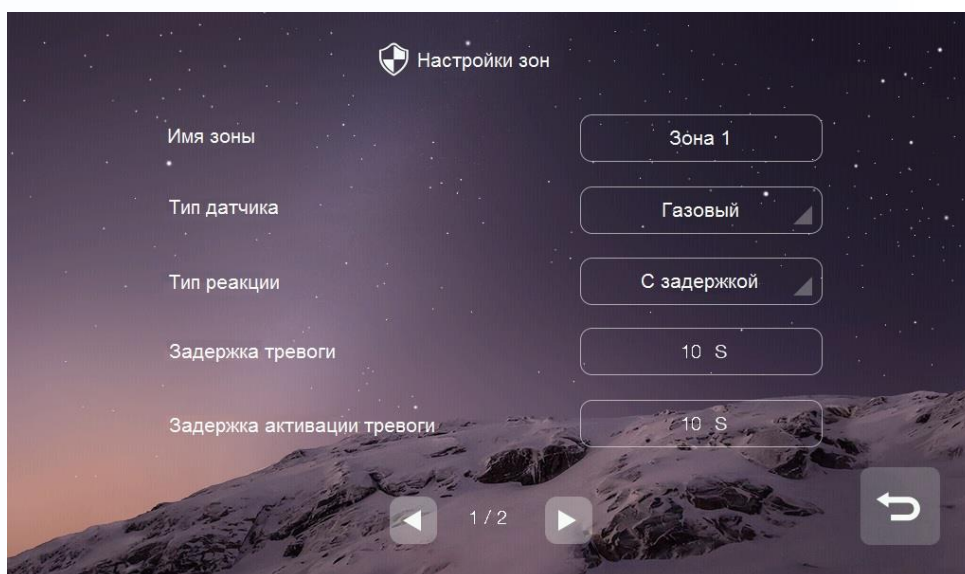 Настройки зон
Имя зоны Зона 1
Тип датчика Газовый
Тип реакции С задержкой
Задержка тревоги 10 S
Задержка активации тревоги 10 S
1 / 2